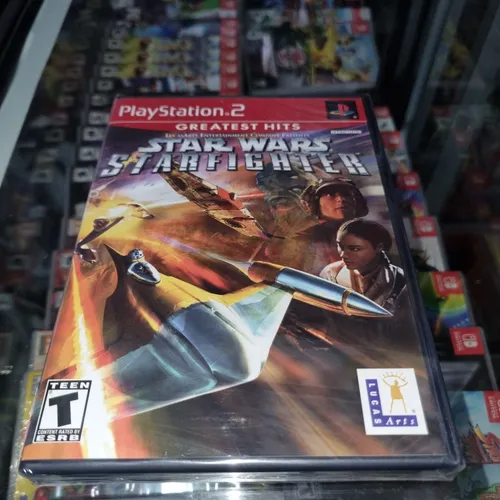 PlayStation®2
GREATEST HITS
LUCASARTS ENTERTAINMENT COMPANY PRESENTS
STAR WARS
STARFIGHTER
TEEN
T
CONTENT RATED BY
ESRB
LUCAS
Arts